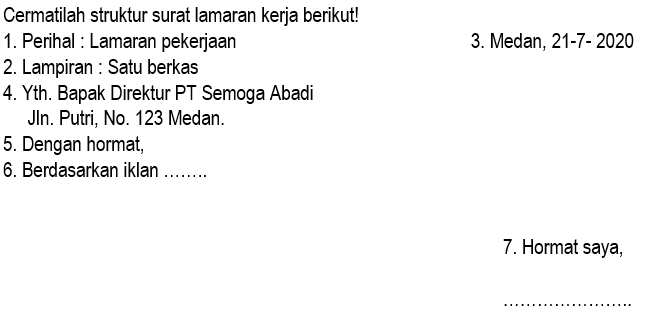 Cermatilah struktur surat lamaran kerja berikut!
1. Perihal : Lamaran pekerjaan 3. Medan, 21-7- 2020
2. Lampiran : Satu berkas
4. Yth. Bapak Direktur PT Semoga Abadi
Jln. Putri, No. 123 Medan.
5. Dengan hormat,
6. Berdasarkan iklan ……..
7. Hormat saya,
…………………..